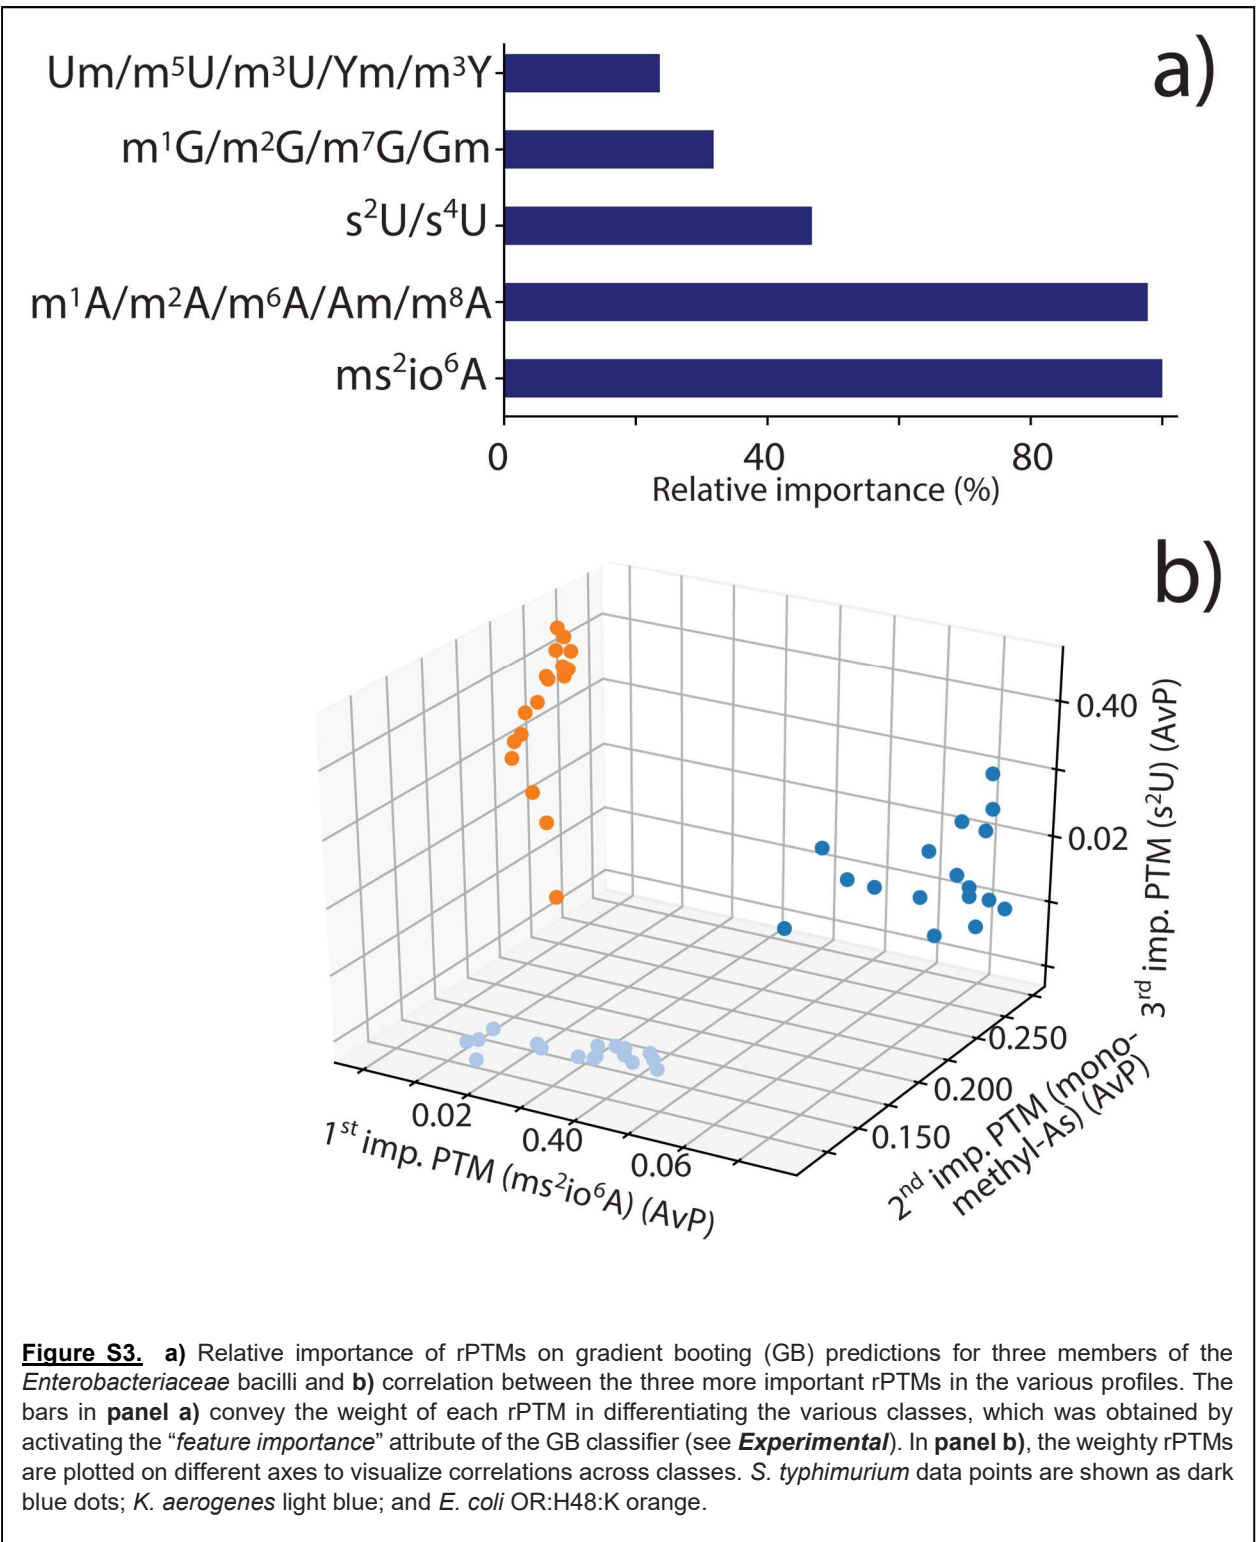 a)
Um/m⁵U/m³U/Ym/m³Y
m¹G/m²G/m⁷G/Gm
s²U/s⁴U
m¹A/m²A/m⁶A/Am/m⁸A
ms²io⁶A
0 40 80
Relative importance (%)
b)
0.40
0.02
3rd imp. PTM (s²U) (AvP)
0.250
0.200
0.150
2nd imp. PTM (mono-
methyl-As) (AvP)
0.02
0.40
0.06
1st imp. PTM (ms²io⁶A) (AvP)
Figure S3. a) Relative importance of rPTMs on gradient booting (GB) predictions for three members of the
Enterobacteriaceae bacilli and b) correlation between the three more important rPTMs in the various profiles. The
bars in panel a) convey the weight of each rPTM in differentiating the various classes, which was obtained by
activating the “feature importance” attribute of the GB classifier (see Experimental). In panel b), the weighty rPTMs
are plotted on different axes to visualize correlations across classes. S. typhimurium data points are shown as dark
blue dots; K. aerogenes light blue; and E. coli OR:H48:K orange.